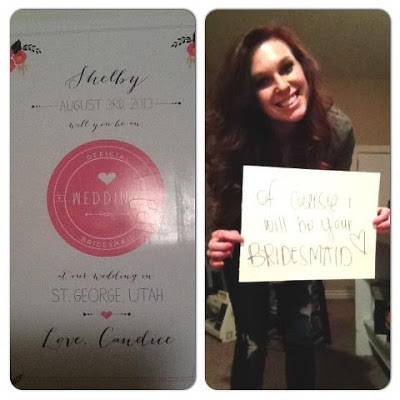 Shelby
AUGUST 3RD 2013
will you be an
OFFICIAL
WEDDING
BRIDESMAID
at our wedding in
ST. GEORGE, UTAH
Love, Candice
of course i
will be your
BRIDESMAID